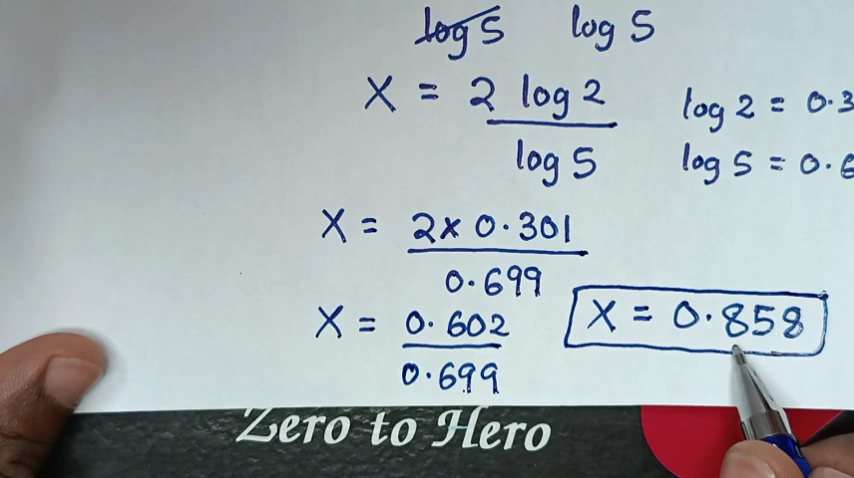 log 5 log 5
X = 2 log 2
log 5
log 2 = 0.3
log 5 = 0.6
X = 2 x 0.301
0.699
X = 0.602
0.699
X = 0.858
Zero to Hero